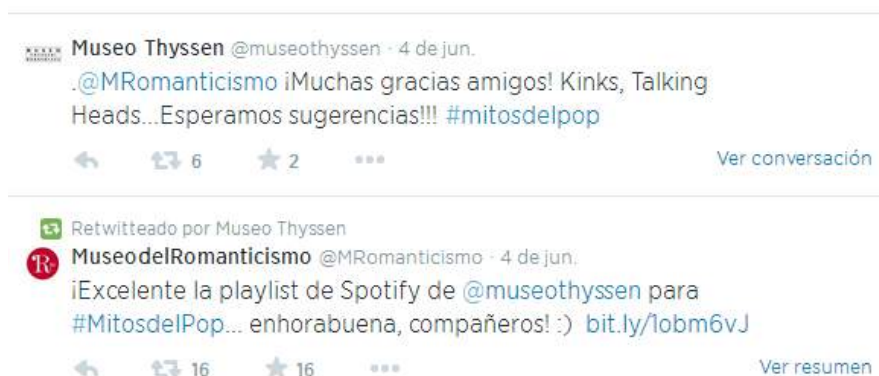 Museo Thyssen @museothyssen · 4 de jun.
.@MRomanticismo ¡Muchas gracias amigos! Kinks, Talking
Heads...Esperamos sugerencias!!! #mitosdelpop
6 2 Ver conversación
Retwitteado por Museo Thyssen
MuseodelRomanticismo @MRomanticismo · 4 de jun.
¡Excelente la playlist de Spotify de @museothyssen para
#MitosdelPop... enhorabuena, compañeros! :) bit.ly/1obm6vJ
16 16 Ver resumen